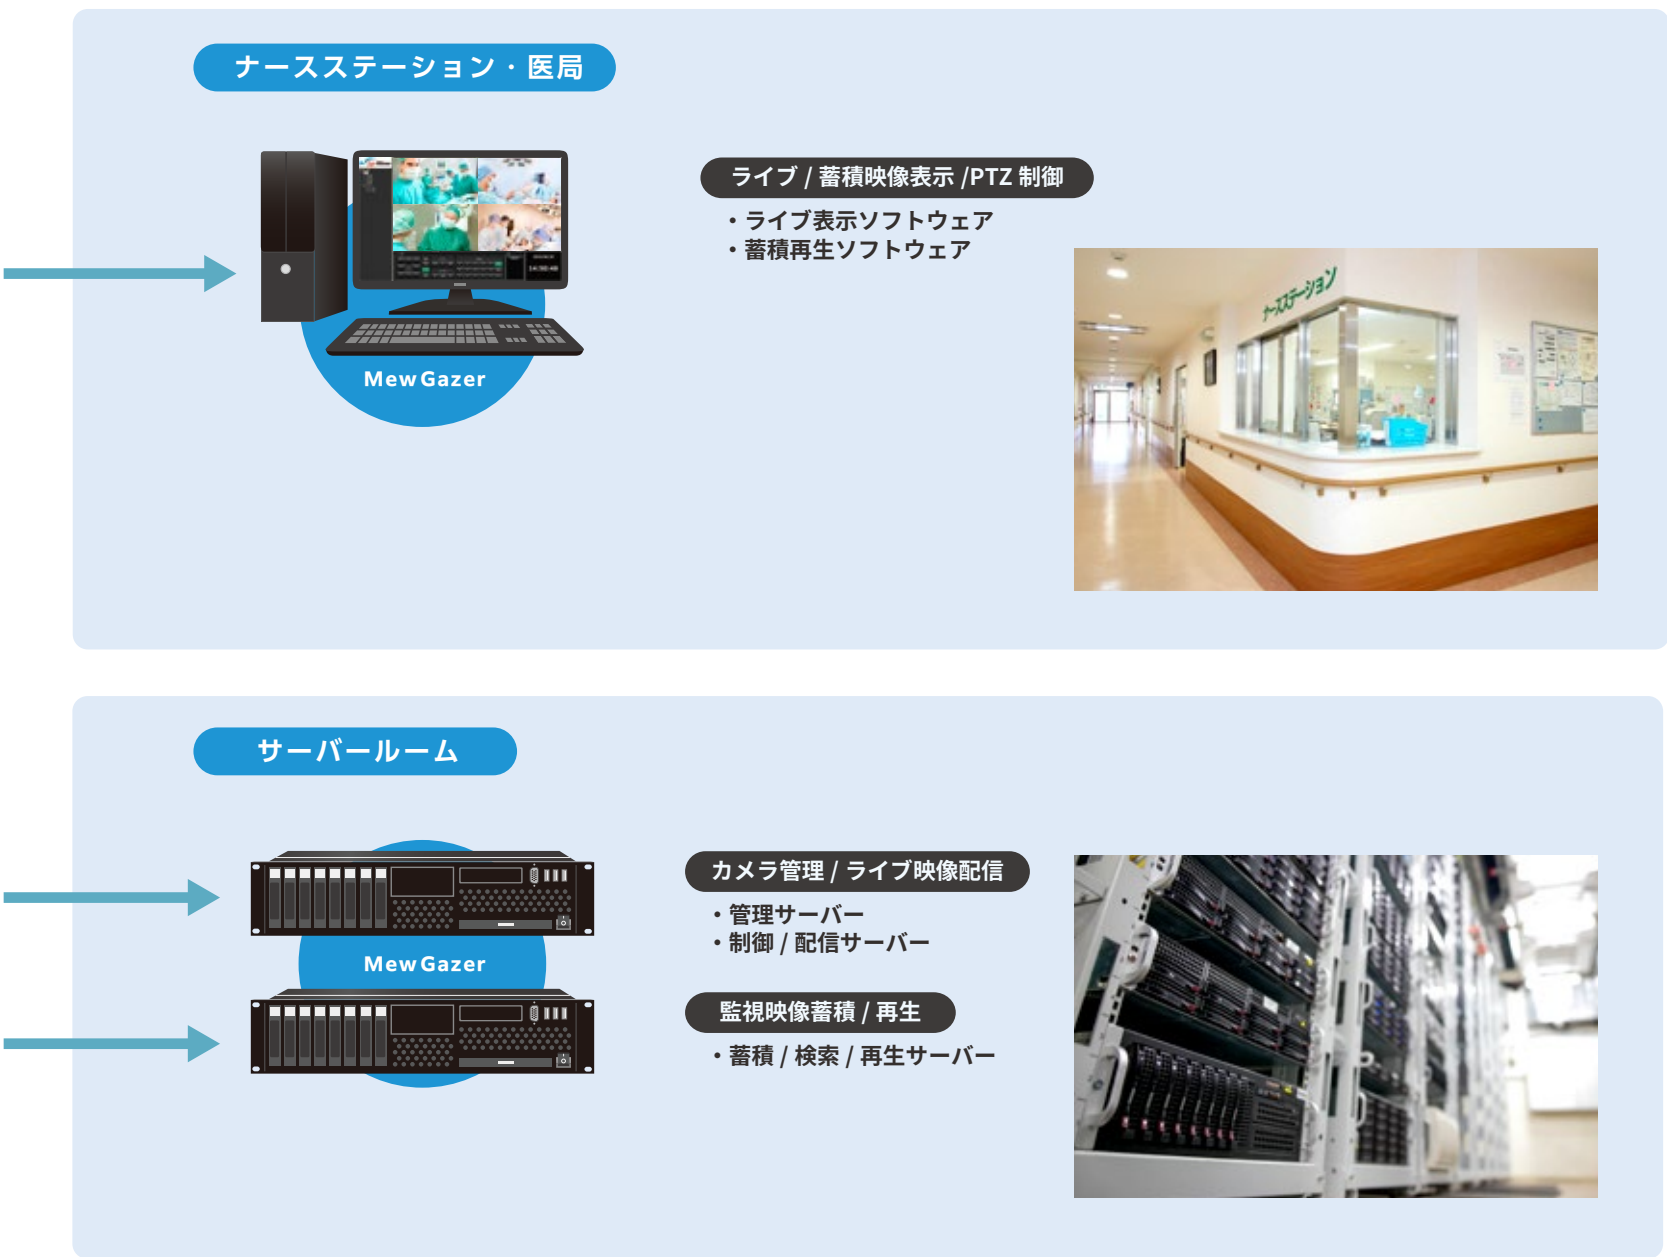 ナースステーション・医局
ライブ / 蓄積映像表示 /PTZ 制御
・ライブ表示ソフトウェア
・蓄積再生ソフトウェア
ナースステーション
MewGazer
サーバールーム
カメラ管理 / ライブ映像配信
・管理サーバー
・制御 / 配信サーバー
MewGazer
監視映像蓄積 / 再生
・蓄積 / 検索 / 再生サーバー